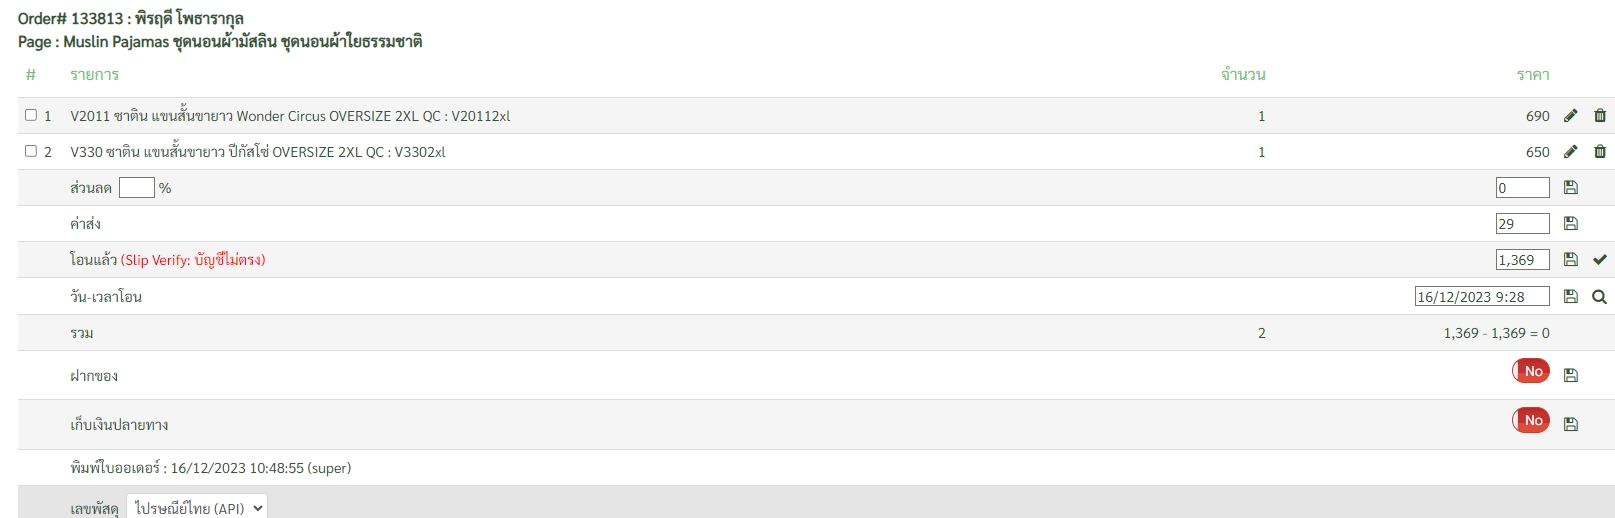 Order# 133813 : พิรฤดี โพธารากุล
Page : Muslin Pajamas ชุดนอนผ้ามัสลิน ชุดนอนผ้าใยธรรมชาติ
# รายการ จำนวน ราคา
1 V2011 ซาติน แขนสั้นขายาว Wonder Circus OVERSIZE 2XL QC : V20112xl 1 690
2 V330 ซาติน แขนสั้นขายาว ปีกัสโซ่ OVERSIZE 2XL QC : V3302xl 1 650
ส่วนลด % 0
ค่าส่ง 29
โอนแล้ว (Slip Verify: บัญชีไม่ตรง) 1,369
วัน-เวลาโอน 16/12/2023 9:28
รวม 2 1,369 - 1,369 = 0
ฝากของ No
เก็บเงินปลายทาง No
พิมพ์ใบออเดอร์ : 16/12/2023 10:48:55 (super)
เลขพัสดุ ไปรษณีย์ไทย (API)